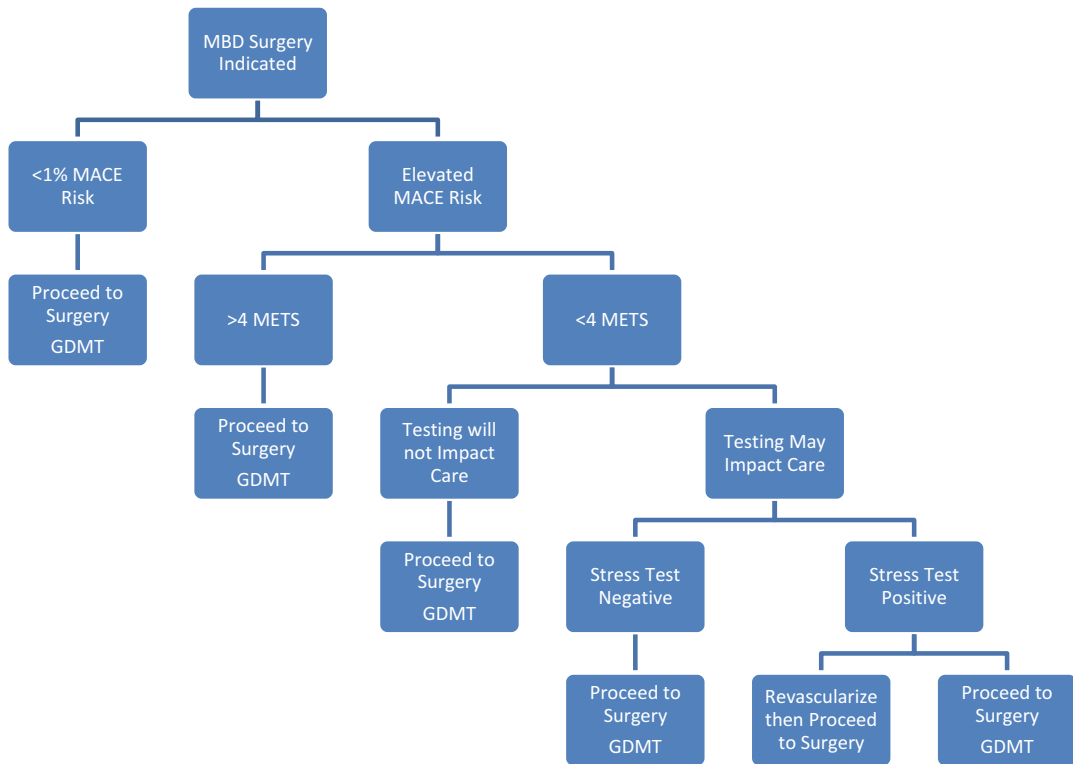 MBD Surgery
Indicated
<1% MACE
Risk
Elevated
MACE Risk
Proceed to
Surgery
GDMT
>4 METS
<4 METS
Proceed to
Surgery
GDMT
Testing will
not Impact
Care
Testing May
Impact Care
Proceed to
Surgery
GDMT
Stress Test
Negative
Stress Test
Positive
Proceed to
Surgery
GDMT
Revascularize
then Proceed
to Surgery
Proceed to
Surgery
GDMT